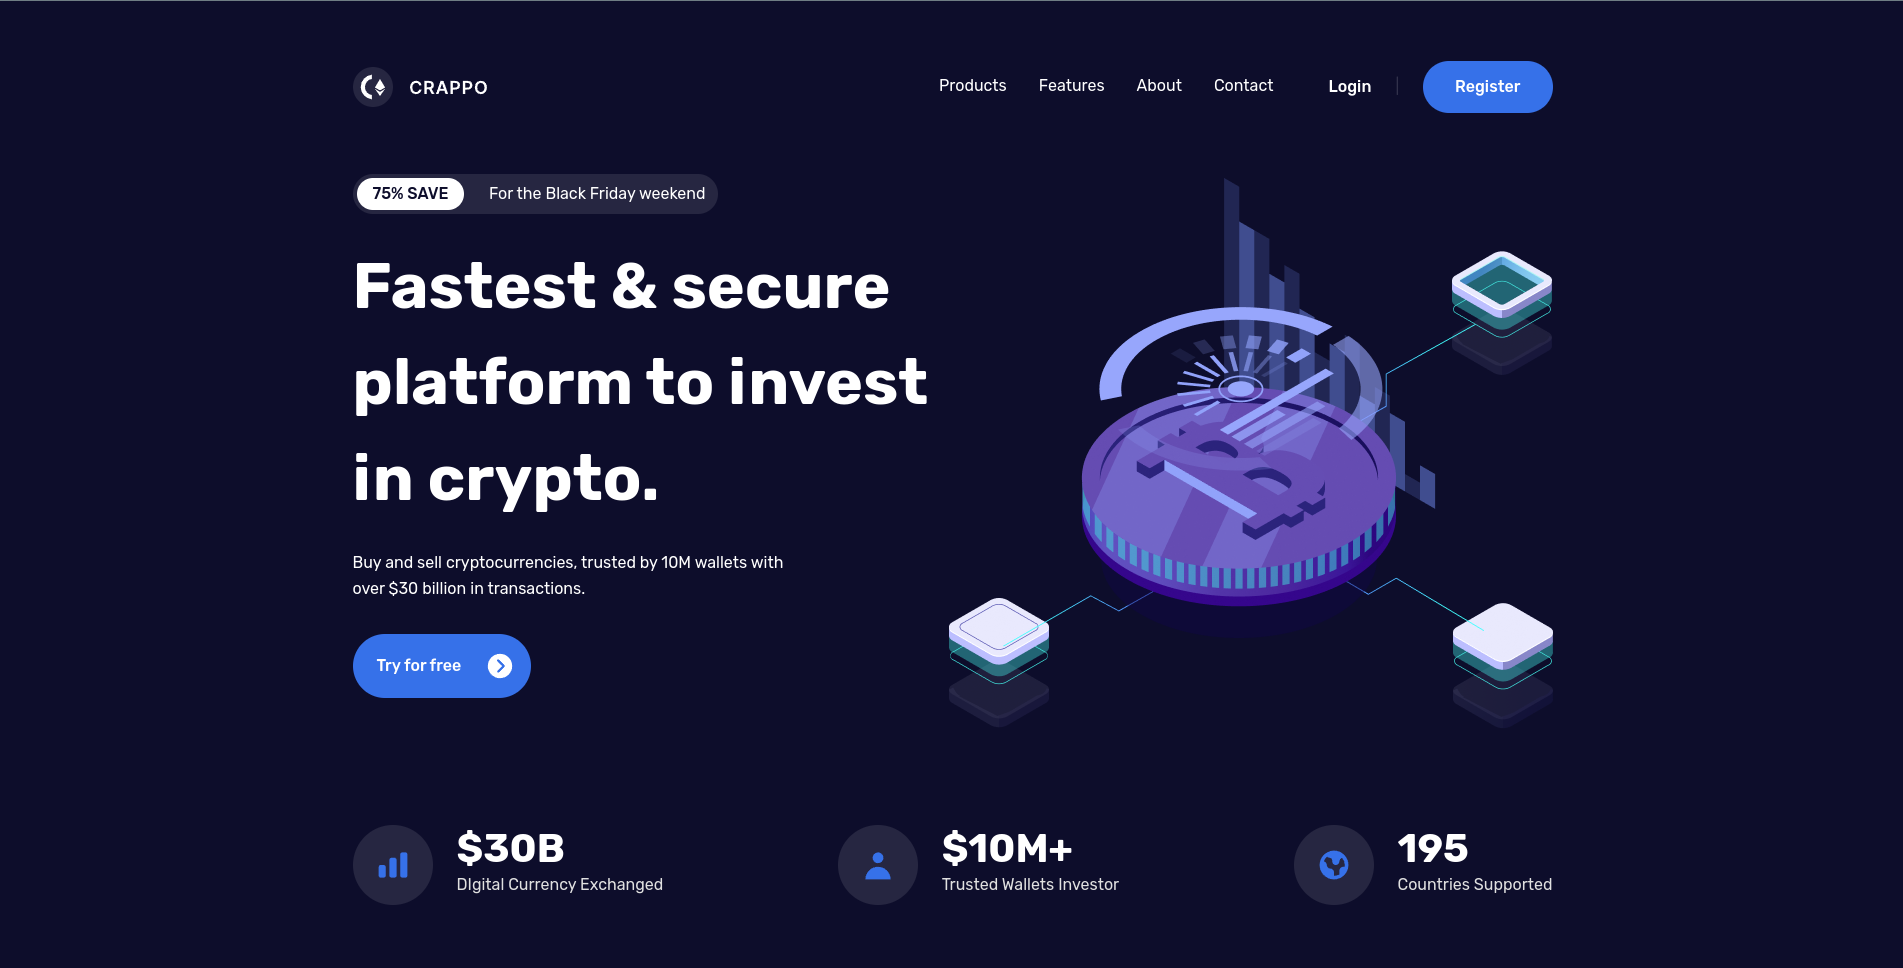 CRAPPO
Products Features About Contact Login Register
75% SAVE For the Black Friday weekend
Fastest & secure
platform to invest
in crypto.
Buy and sell cryptocurrencies, trusted by 10M wallets with
over $30 billion in transactions.
Try for free
$30B
DIgital Currency Exchanged
$10M+
Trusted Wallets Investor
195
Countries Supported